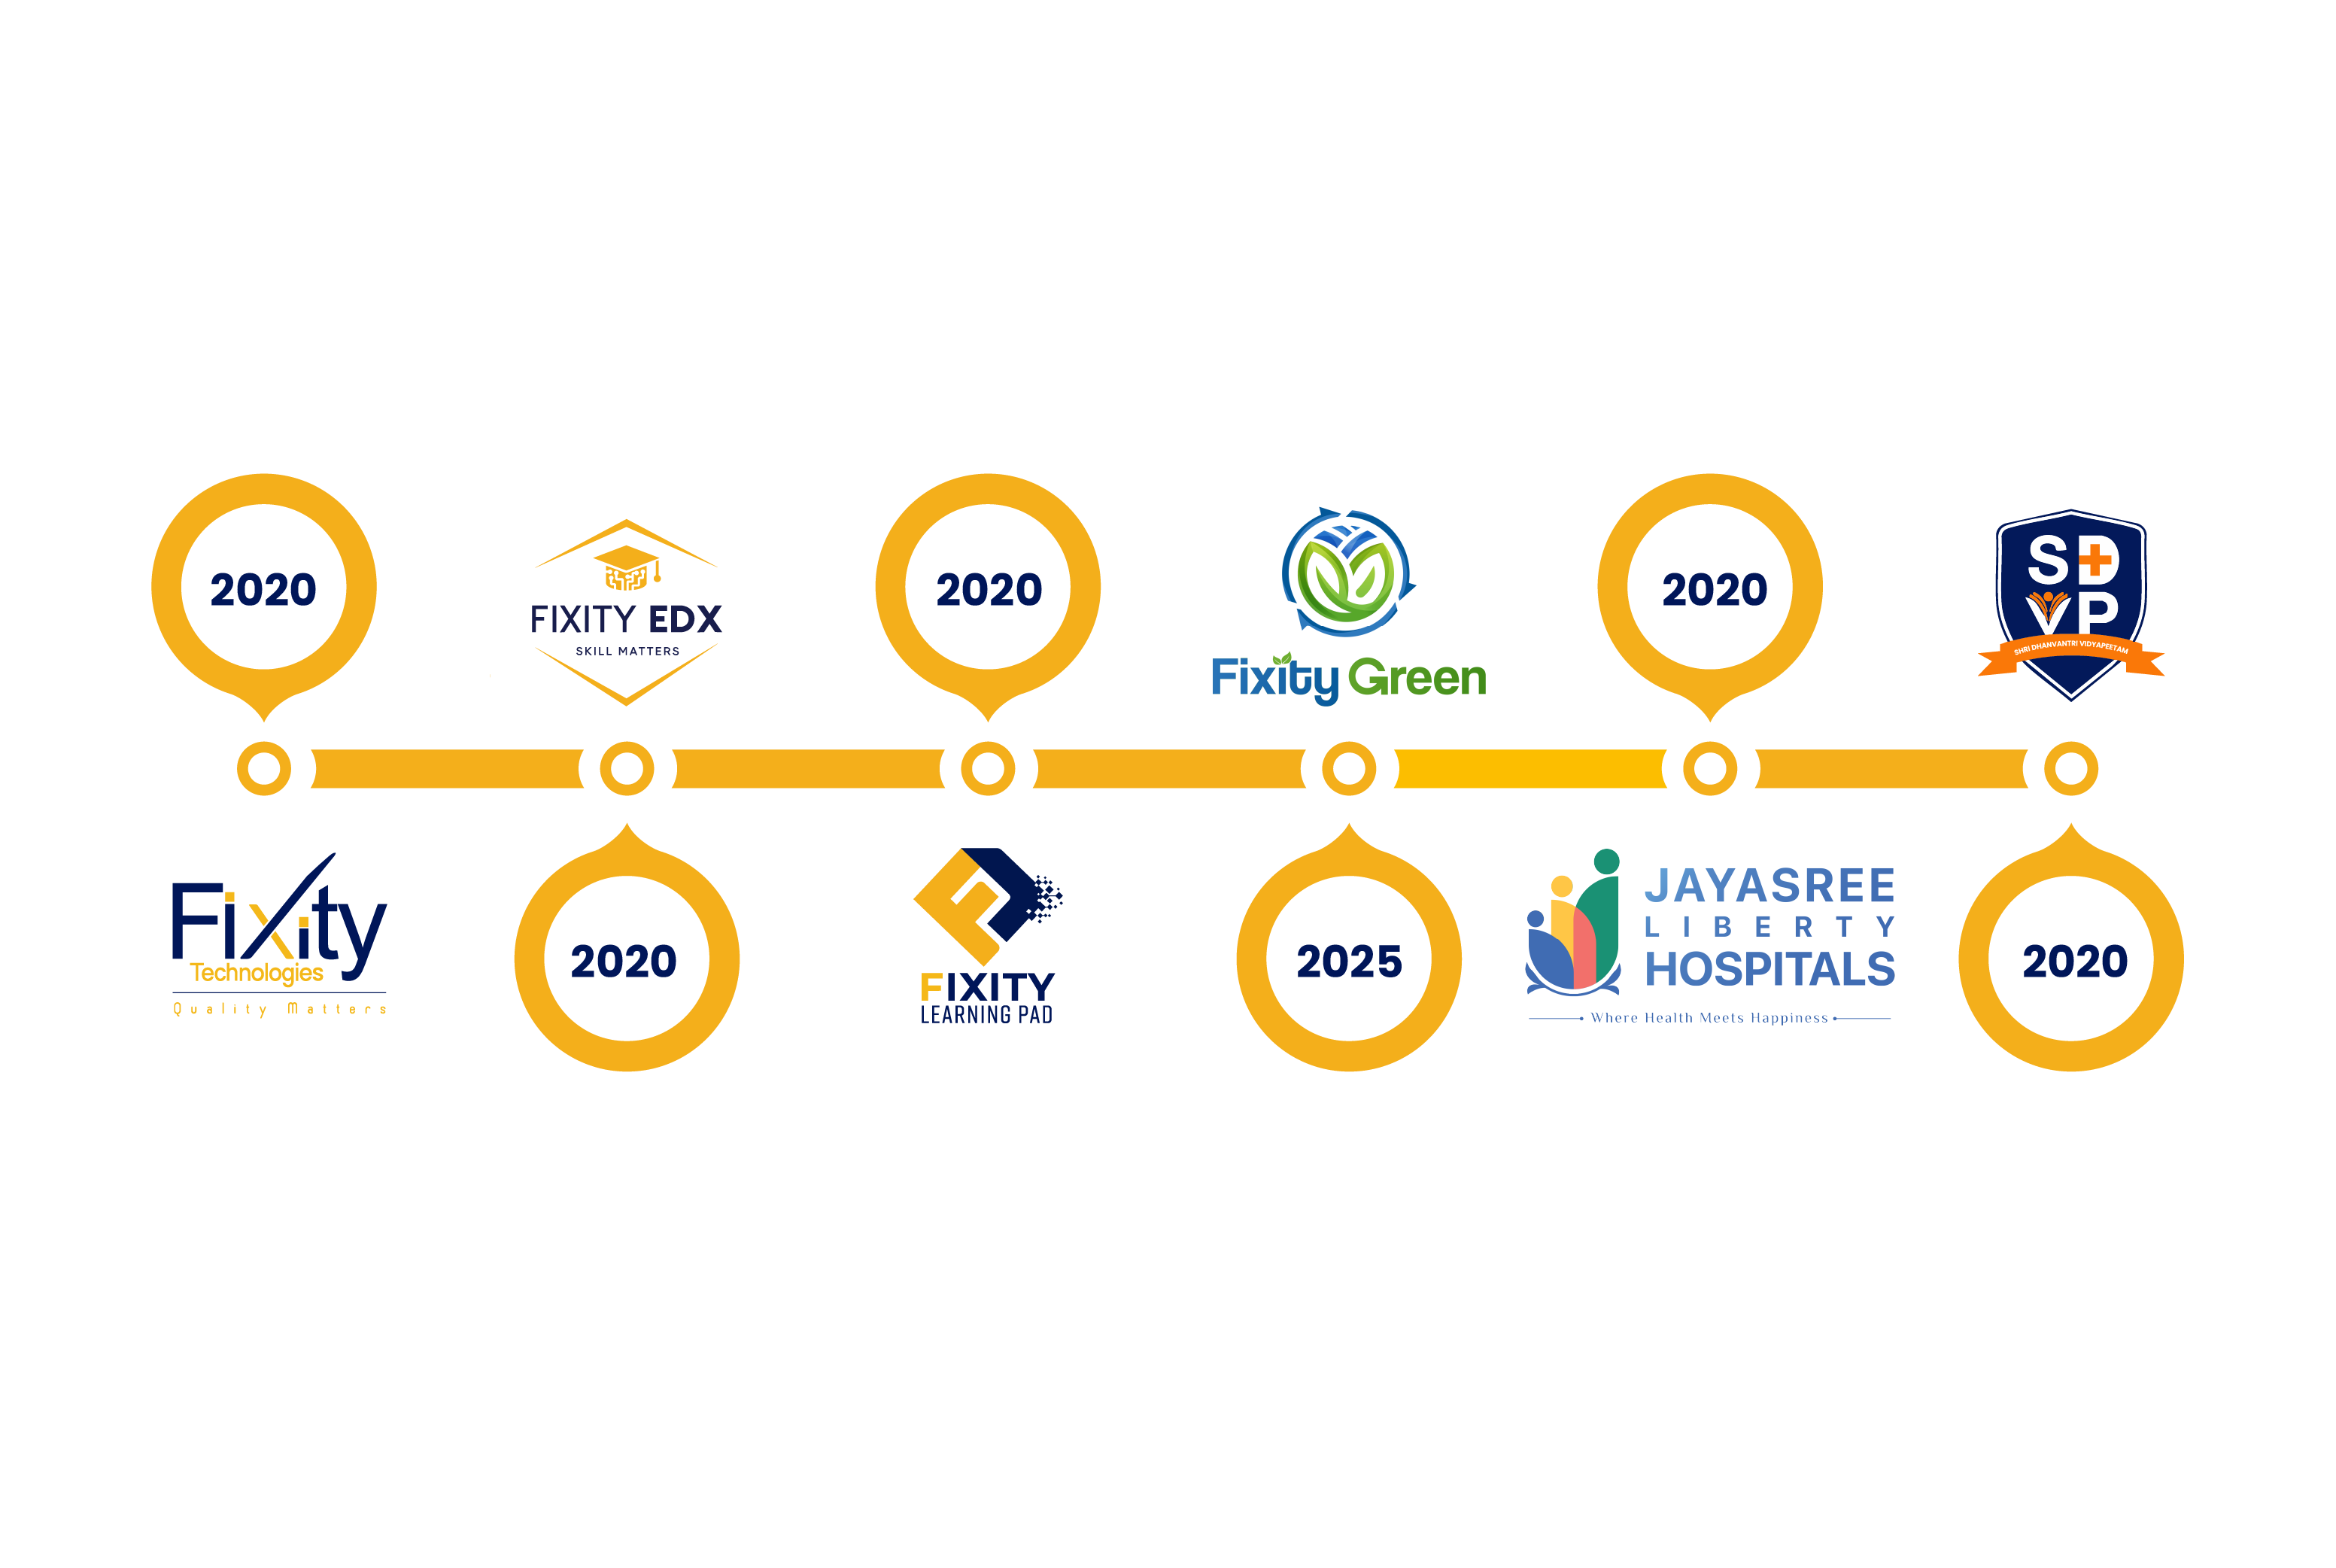 2020
Fixity
Technologies
Quality Matters
FIXITY EDX
SKILL MATTERS
2020
2020
FIXITY
LEARNING PAD
Fixity Green
2025
2020
JAYASREE
LIBERTY
HOSPITALS
Where Health Meets Happiness
SD
VP
SHRI DHANVANTRI VIDYAPEETAM
2020